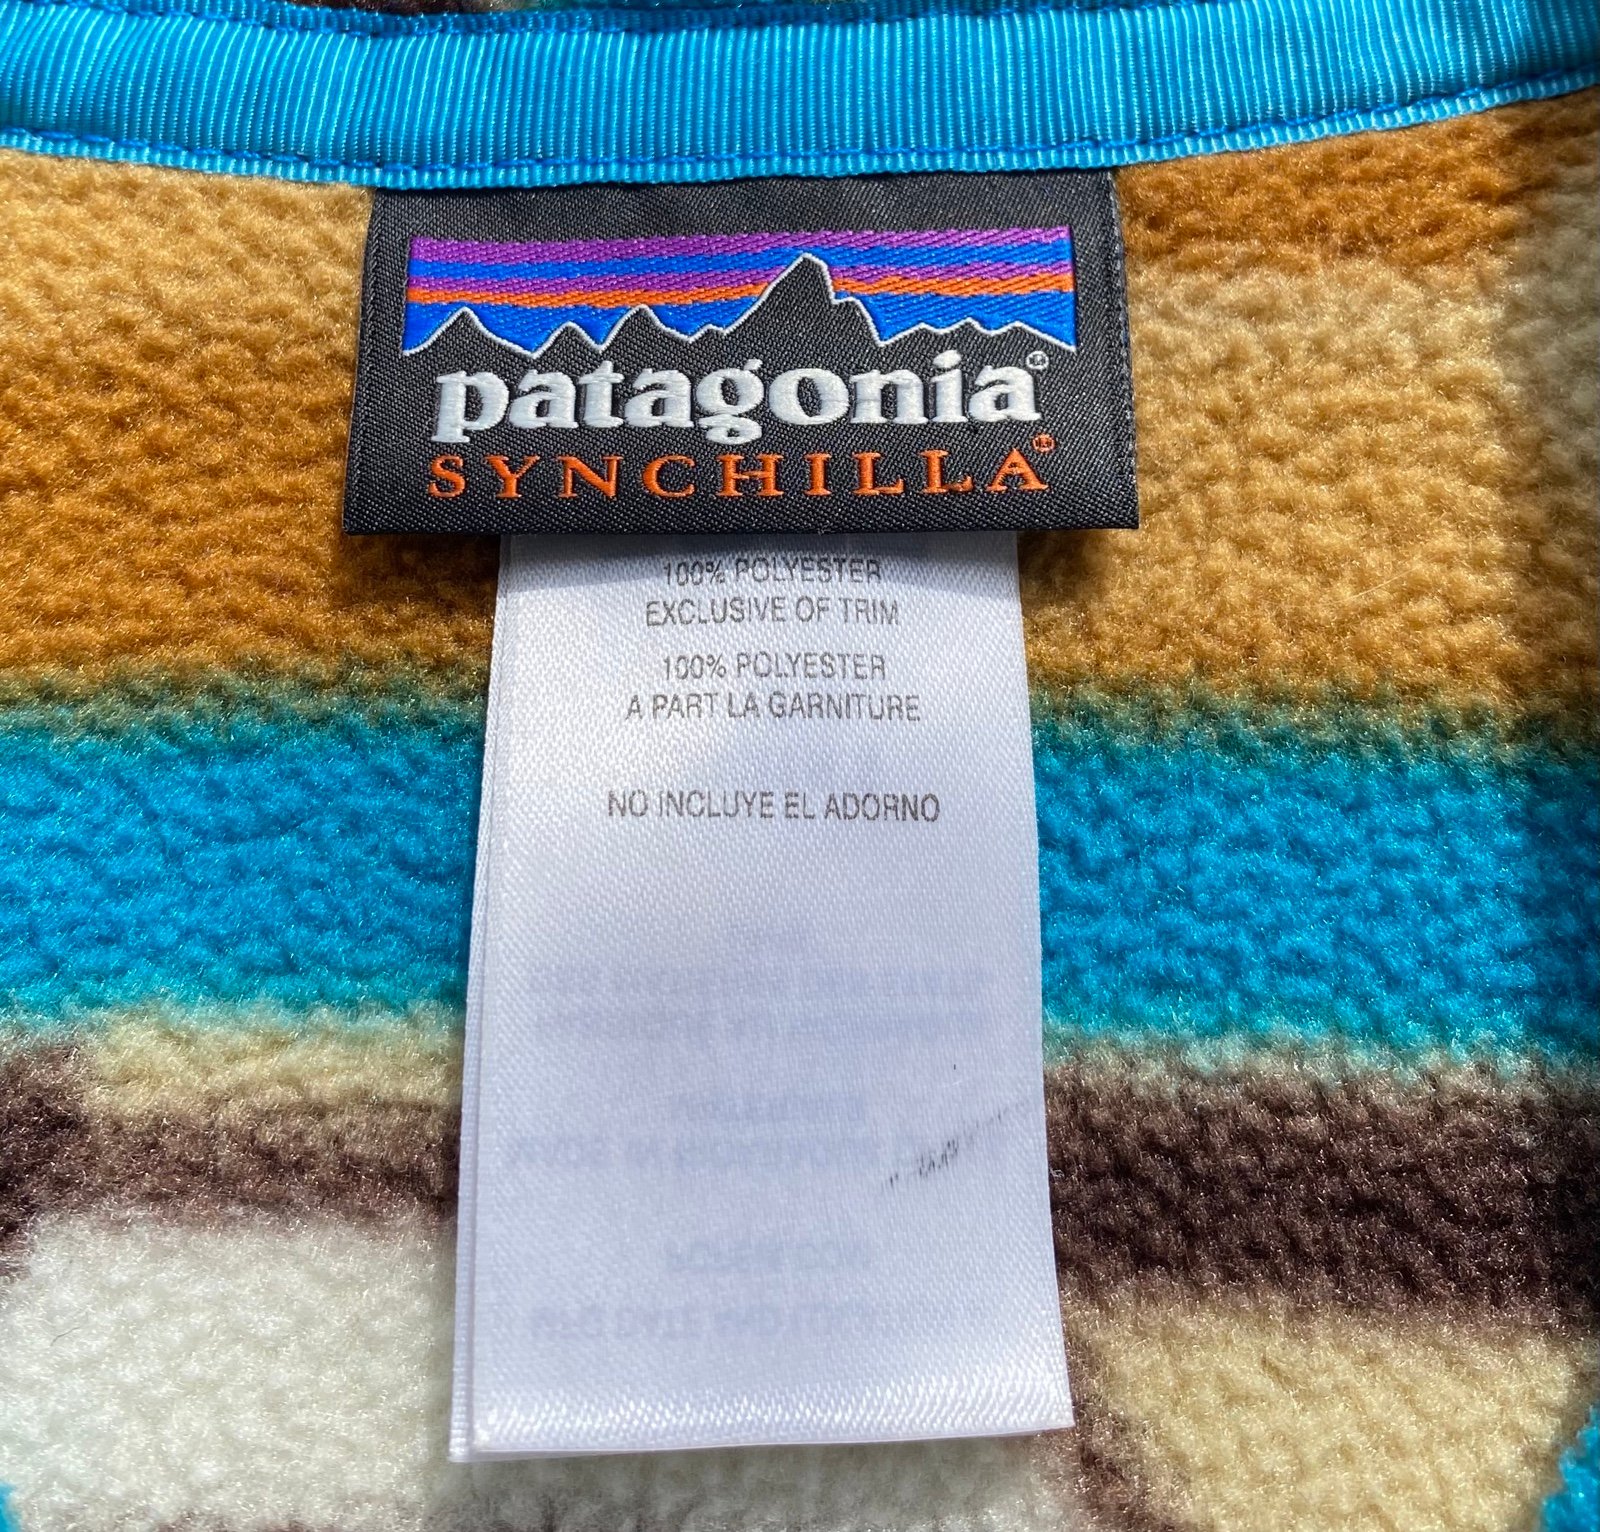 patagonia®
SYNCHILLA®
100% POLYESTER
EXCLUSIVE OF TRIM
100% POLYESTER
A PART LA GARNITURE
NO INCLUYE EL ADORNO